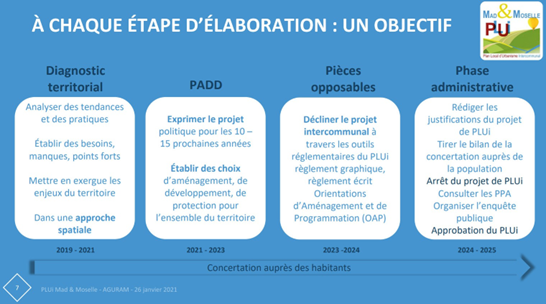 À CHAQUE ÉTAPE D'ÉLABORATION : UN OBJECTIF
MAD & MOSELLE
PLUi
Plan Local d'Urbanisme intercommunal
Diagnostic
territorial
Analyser des tendances
et des pratiques
Établir des besoins,
manques, points forts
Mettre en exergue les
enjeux du territoire
Dans une approche
spatiale
2019 - 2021
PADD
Exprimer le projet
politique pour les 10 –
15 prochaines années
Établir des choix
d'aménagement, de
développement, de
protection pour
l'ensemble du territoire
2021 - 2023
Pièces
opposables
Décliner le projet
intercommunal à
travers les outils
réglementaires du PLUi
règlement graphique,
règlement écrit
Orientations
d'Aménagement et de
Programmation (OAP)
2023 -2024
Phase
administrative
Rédiger les
justifications du projet
de PLUi
Tirer le bilan de la
concertation auprès de
la population
Arrêt du projet de PLUi
Consulter les PPA
Organiser l'enquête
publique
Approbation du PLUi
2024 - 2025
Concertation auprès des habitants
7
PLUi Mad & Moselle - AGURAM - 26 janvier 2021